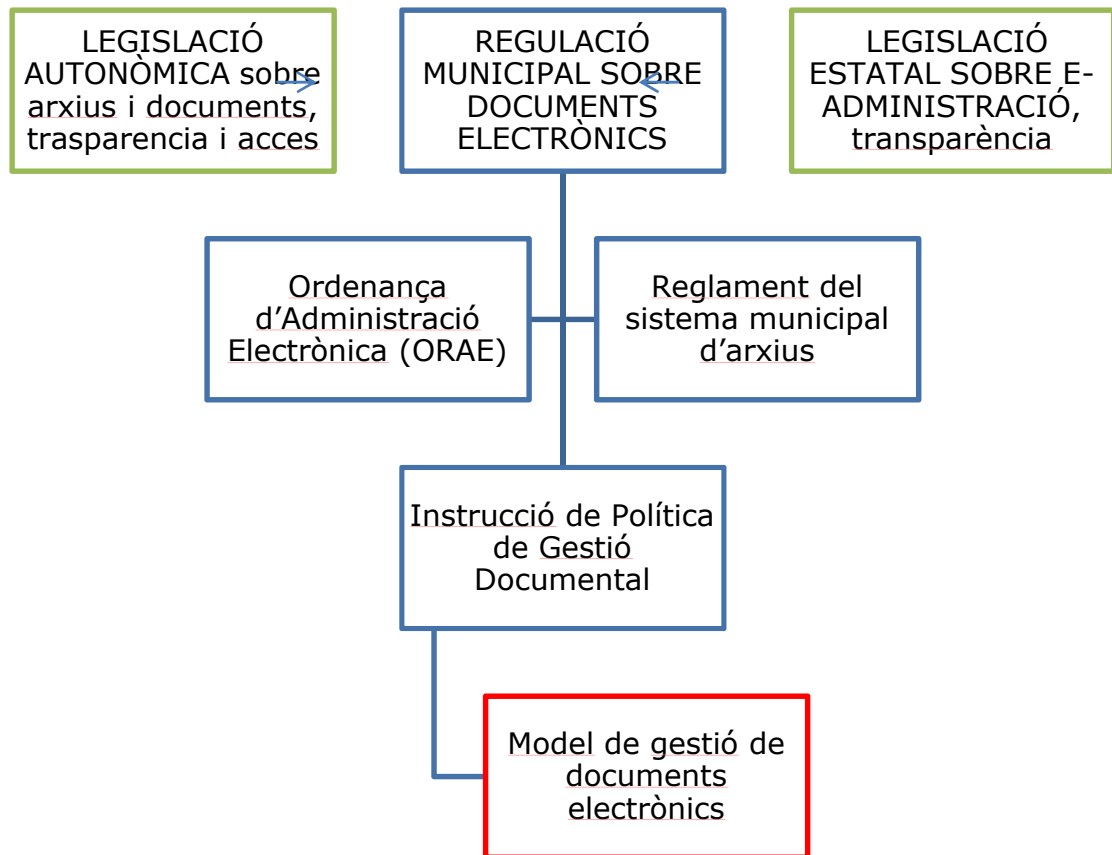 LEGISLACIÓ
AUTONÒMICA sobre
arxius i documents,
trasparencia i acces
REGULACIÓ
MUNICIPAL SOBRE
DOCUMENTS
ELECTRÒNICS
LEGISLACIÓ
ESTATAL SOBRE E-
ADMINISTRACIÓ,
transparència
Ordenança
d’Administració
Electrònica (ORAE)
Reglament del
sistema municipal
d’arxius
Instrucció de Política
de Gestió
Documental
Model de gestió de
documents
electrònics